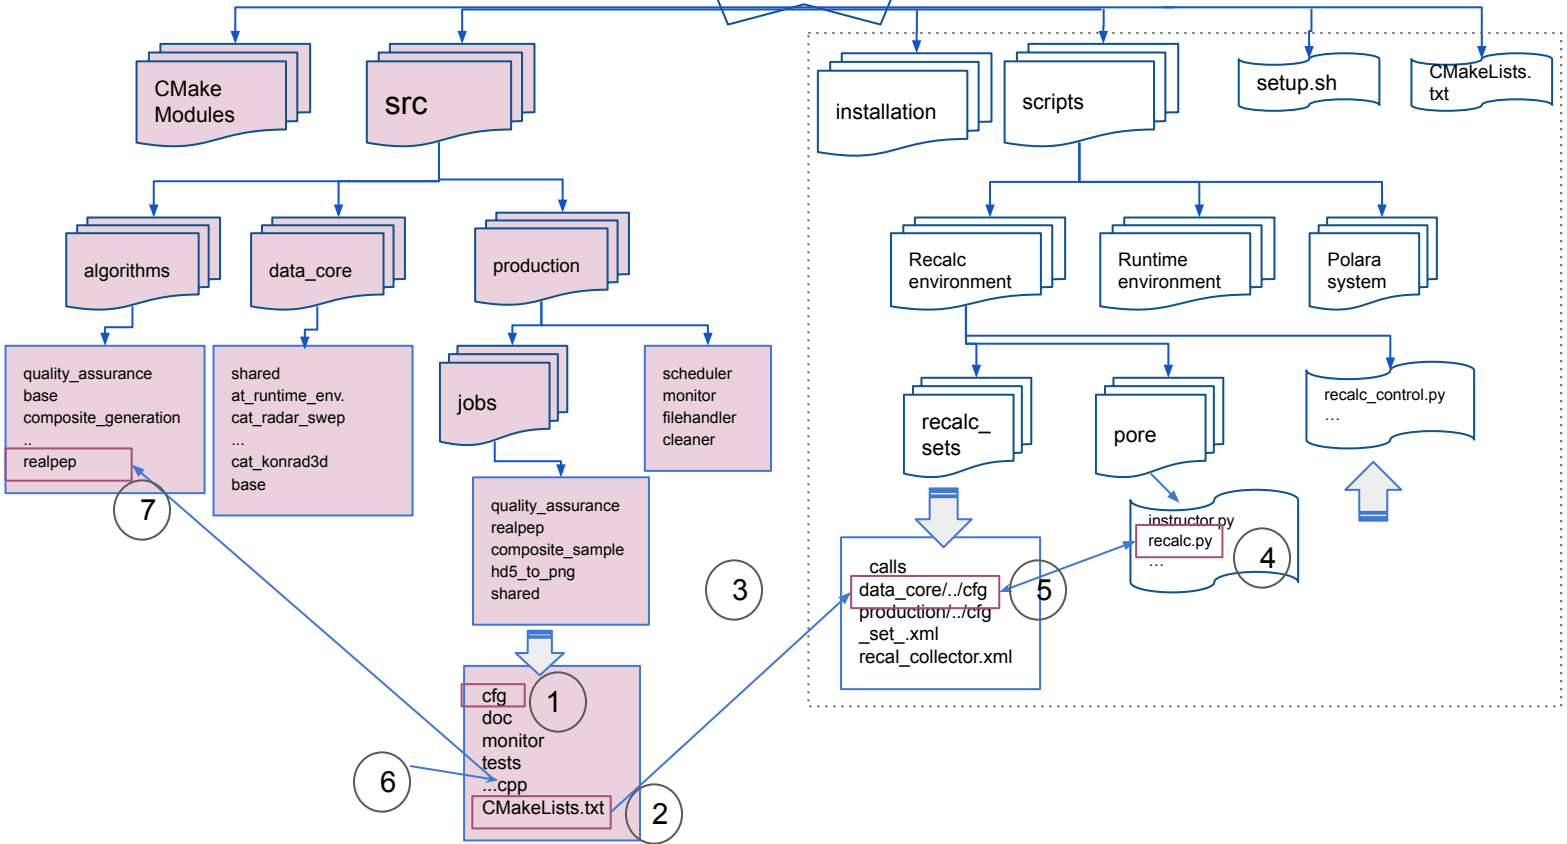 CMake
Modules
src
installation
scripts
setup.sh
CMakeLists.
txt
algorithms
data_core
production
Recalc
environment
Runtime
environment
Polara
system
quality_assurance
base
composite_generation
..
realpep
7
shared
at_runtime_env.
cat_radar_swep
...
cat_konrad3d
base
jobs
scheduler
monitor
filehandler
cleaner
quality_assurance
realpep
composite_sample
hd5_to_png
shared
3
cfg
doc
monitor
tests
...cpp
CMakeLists.txt
1
6
2
recalc_
sets
pore
recalc_control.py
...
calls
data_core/../cfg
production/../cfg
_set_.xml
recal_collector.xml
5
instructor.py
recalc.py
...
4